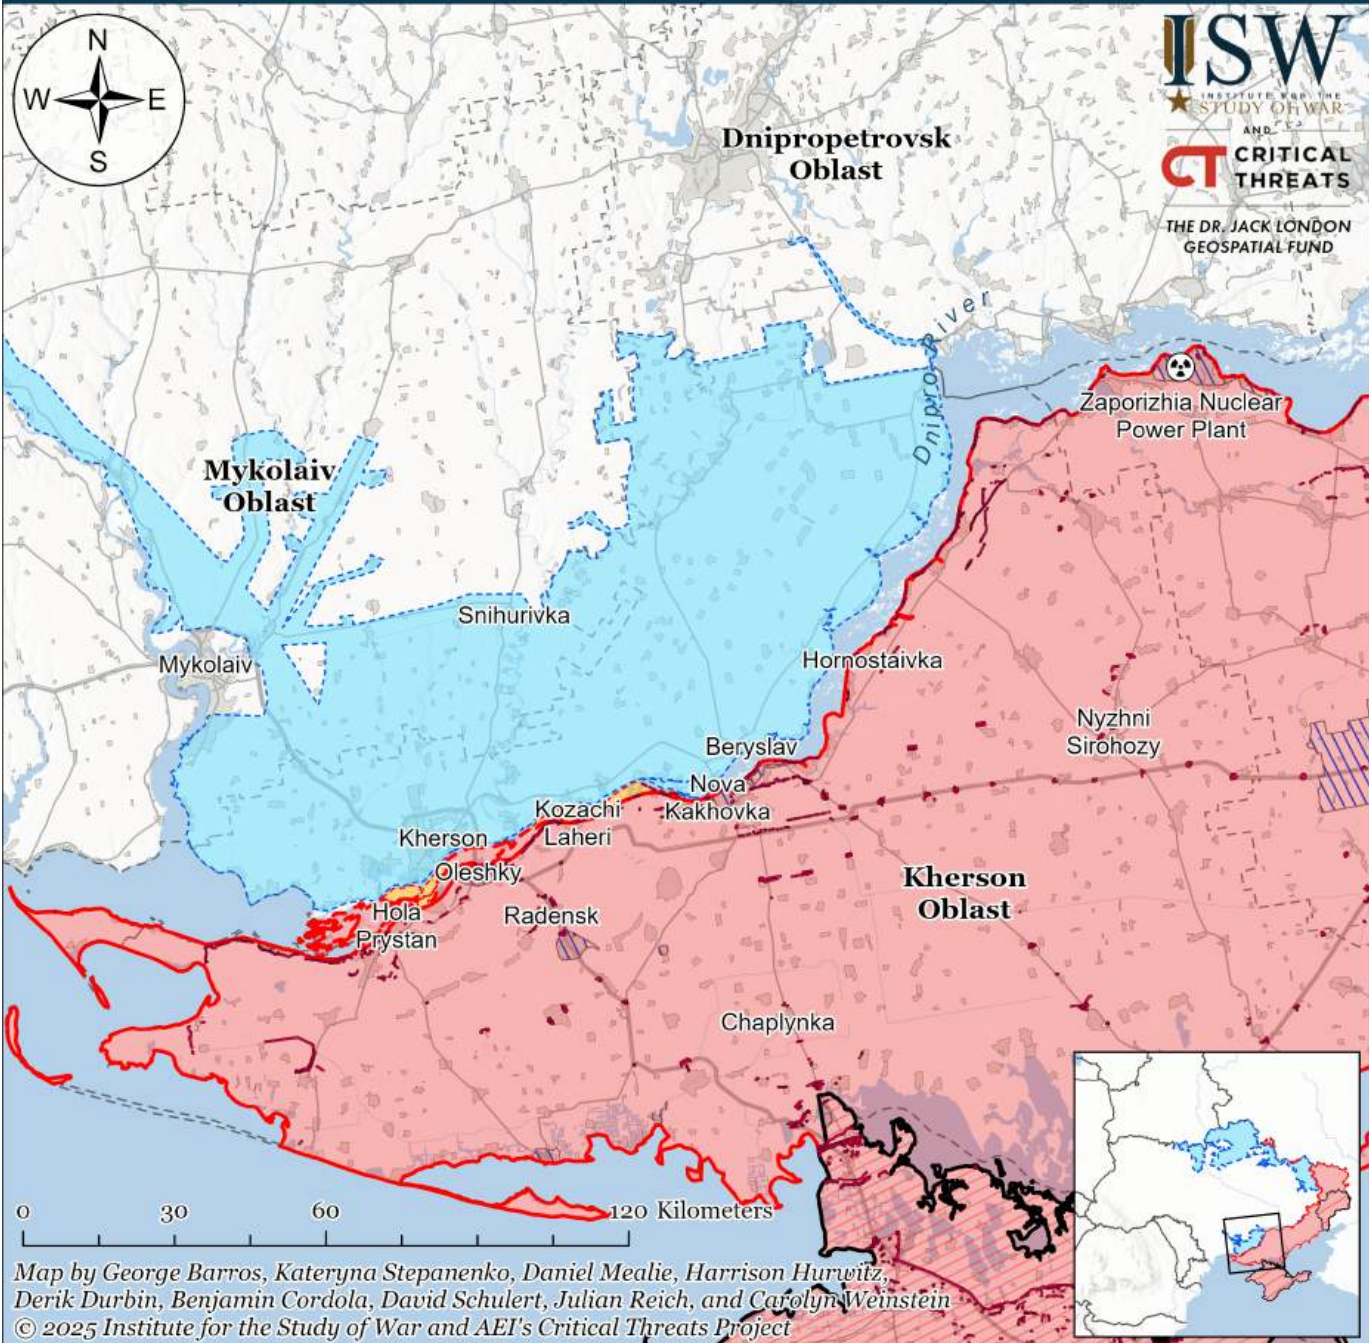 N
W
E
S
ISW
INSTITUTE FOR THE
STUDY OF WAR
AND
CT CRITICAL
THREATS
THE DR. JACK LONDON
GEOSPATIAL FUND
Dnipropetrovsk
Oblast
Dnipro River
Zaporizhia Nuclear
Power Plant
Mykolaiv
Oblast
Snihurivka
Mykolaiv
Hornostaivka
Nyzhni
Sirohozy
Beryslav
Nova
Kakhovka
Kozachi
Laheri
Kherson
Oleshky
Kherson
Oblast
Hola
Prystan
Radensk
Chaplynka
0 30 60 120 Kilometers
Map by George Barros, Kateryna Stepanenko, Daniel Mealie, Harrison Hurwitz,
Derik Durbin, Benjamin Cordola, David Schulert, Julian Reich, and Carolyn Weinstein
© 2025 Institute for the Study of War and AEI's Critical Threats Project